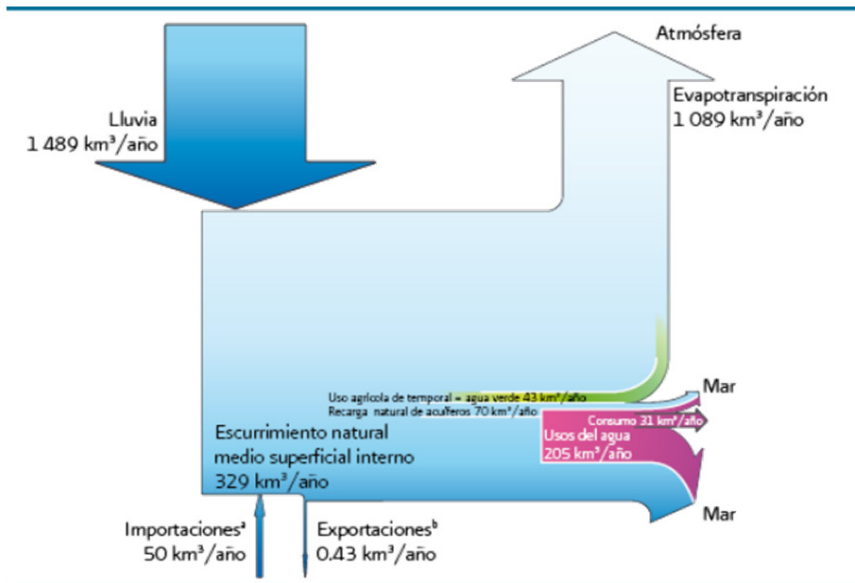 Atmósfera
Lluvia
1 489 km³/año
Evapotranspiración
1 089 km³/año
Uso agrícola de temporal = agua verde 43 km³/año
Recarga natural de acuíferos 70 km³/año
Mar
Consumo 31 km³/año
Usos del agua
205 km³/año
Escurrimiento natural
medio superficial interno
329 km³/año
Mar
Importacionesᵃ
50 km³/año
Exportacionesᵇ
0.43 km³/año